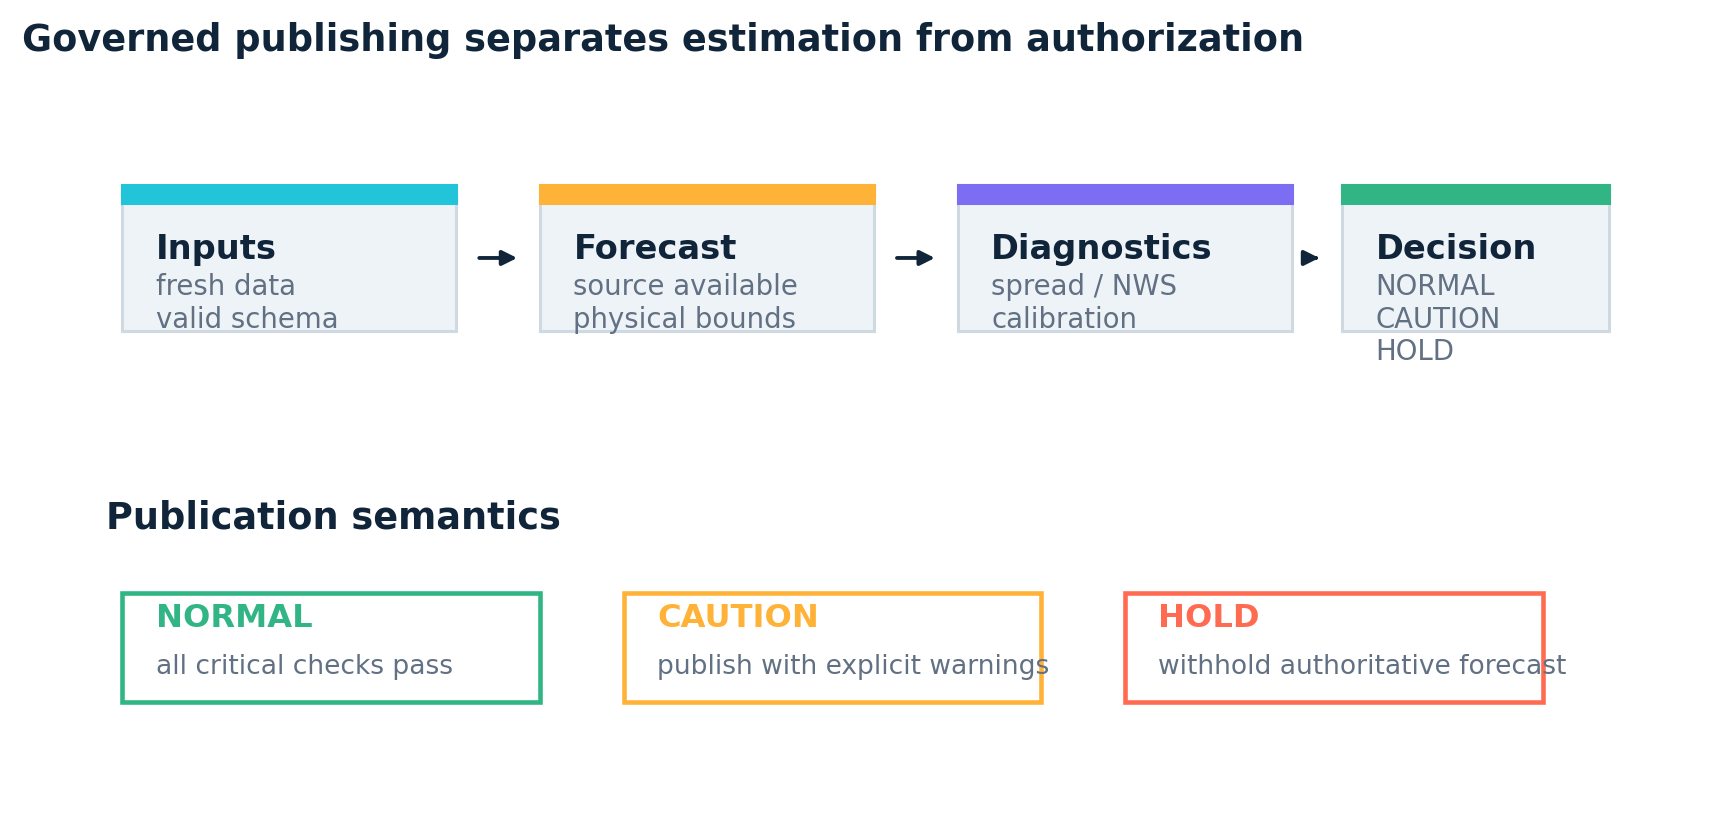 Governed publishing separates estimation from authorization
Inputs
fresh data
valid schema
Forecast
source available
physical bounds
Diagnostics
spread / NWS
calibration
Decision
NORMAL
CAUTION
HOLD
Publication semantics
NORMAL
all critical checks pass
CAUTION
publish with explicit warnings
HOLD
withhold authoritative forecast